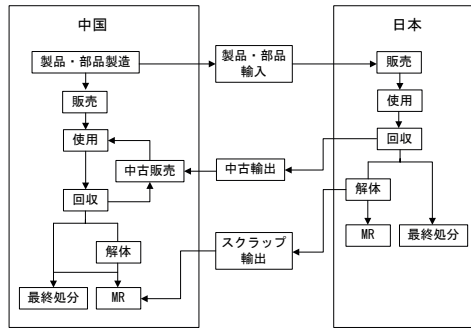 中国
日本
製品・部品製造
製品・部品
輸入
販売
販売
使用
使用
回収
中古販売
中古輸出
回収
解体
解体
スクラップ
輸出
MR
最終処分
最終処分
MR